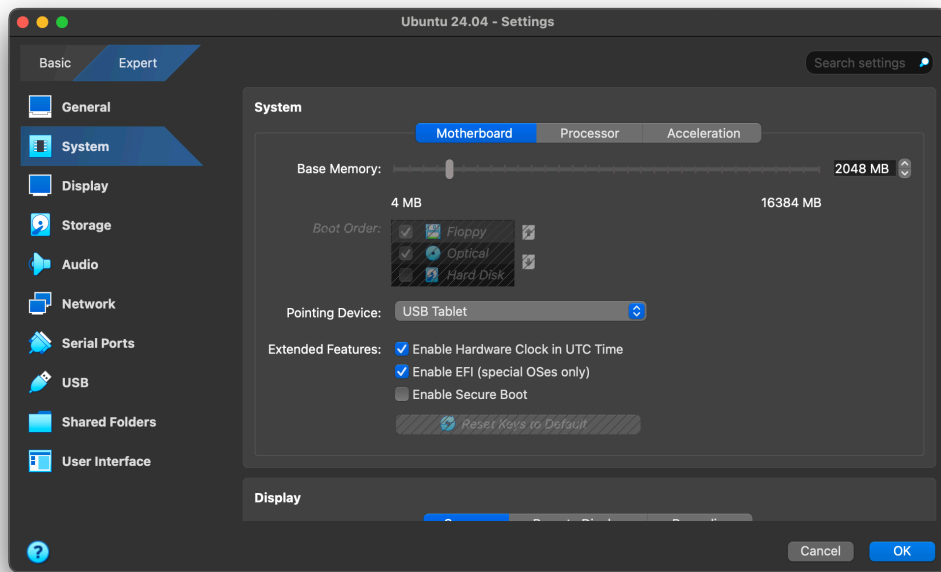 Ubuntu 24.04 - Settings
Basic
Expert
Search settings
General
System
Display
Storage
Audio
Network
Serial Ports
USB
Shared Folders
User Interface
System
Motherboard Processor Acceleration
Base Memory: 2048 MB
4 MB 16384 MB
Boot Order: Floppy
Optical
Hard Disk
Pointing Device: USB Tablet
Extended Features: Enable Hardware Clock in UTC Time
Enable EFI (special OSes only)
Enable Secure Boot
Reset Keys to Default
Display
? Cancel OK